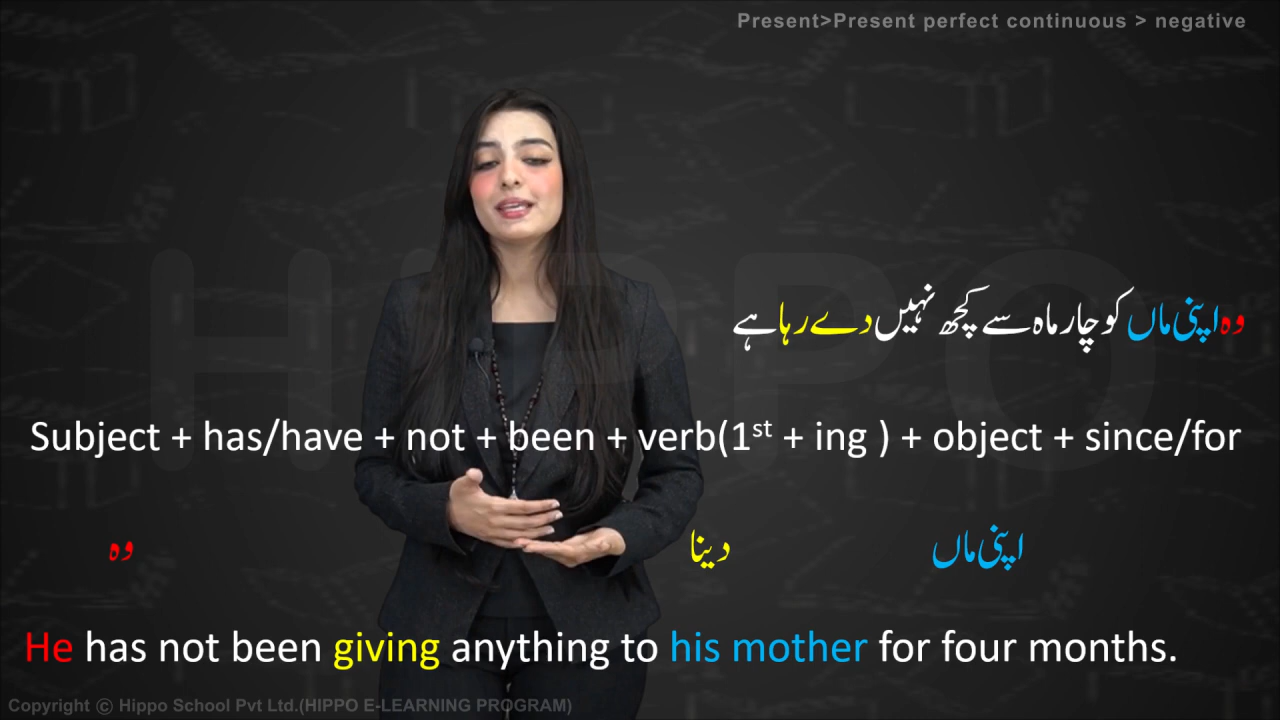 Present>Present perfect continuous > negative
HIPPO
وہ اپنی ماں کو چار ماہ سے کچھ نہیں دے رہا ہے
Subject + has/have + not + been + verb(1st + ing ) + object + since/for
وہ دینا اپنی ماں
He has not been giving anything to his mother for four months.
Copyright © Hippo School Pvt Ltd.(HIPPO E-LEARNING PROGRAM)